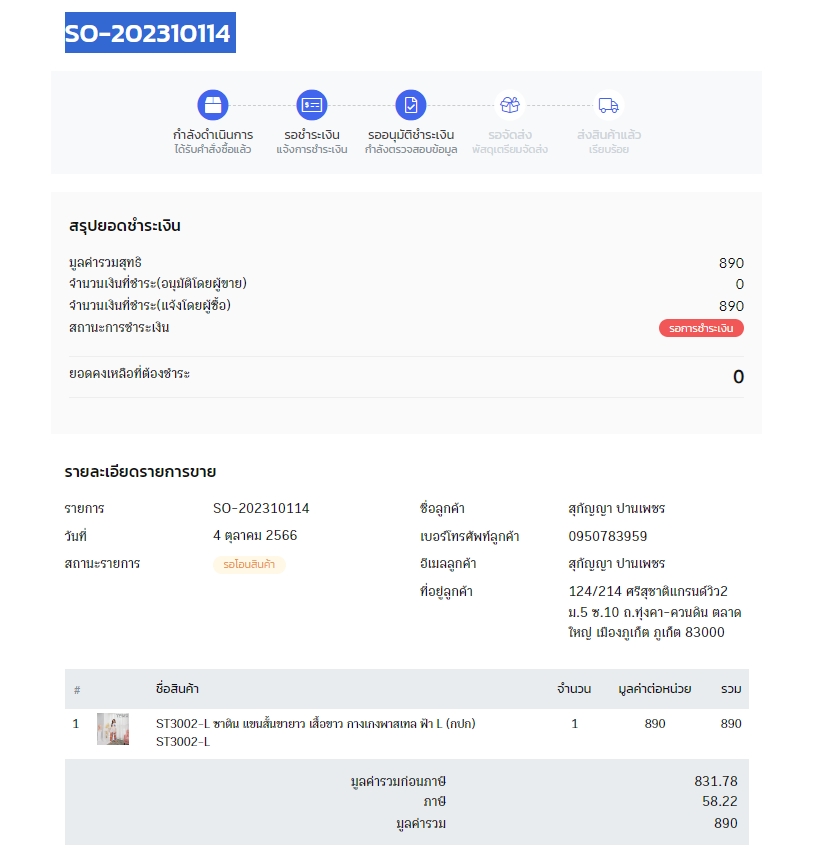 SO-202310114
กำลังดำเนินการ
ได้รับคำสั่งซื้อแล้ว
รอชำระเงิน
แจ้งการชำระเงิน
รออนุมัติชำระเงิน
กำลังตรวจสอบข้อมูล
รอจัดส่ง
พัสดุเตรียมจัดส่ง
ส่งสินค้าแล้ว
เรียบร้อย
สรุปยอดชำระเงิน
มูลค่ารวมสุทธิ 890
จำนวนเงินที่ชำระ(อนุมัติโดยผู้ขาย) 0
จำนวนเงินที่ชำระ(แจ้งโดยผู้ซื้อ) 890
สถานะการชำระเงิน รอการชำระเงิน
ยอดคงเหลือที่ต้องชำระ 0
รายละเอียดรายการขาย
รายการ SO-202310114
วันที่ 4 ตุลาคม 2566
สถานะรายการ รอโอนสินค้า
ชื่อลูกค้า สุกัญญา ปานเพชร
เบอร์โทรศัพท์ลูกค้า 0950783959
อีเมลลูกค้า สุกัญญา ปานเพชร
ที่อยู่ลูกค้า 124/214 ศรีสุชาติแกรนด์วิว2
ม.5 ซ.10 ถ.ทุ่งคา-ควนดิน ตลาด
ใหญ่ เมืองภูเก็ต ภูเก็ต 83000
# ชื่อสินค้า จำนวน มูลค่าต่อหน่วย รวม
1 ST3002-L ซาติน แขนสั้นขายาว เสื้อขาว กางเกงพาสเทล ฟ้า L (กปก) 1 890 890
ST3002-L
มูลค่ารวมก่อนภาษี 831.78
ภาษี 58.22
มูลค่ารวม 890